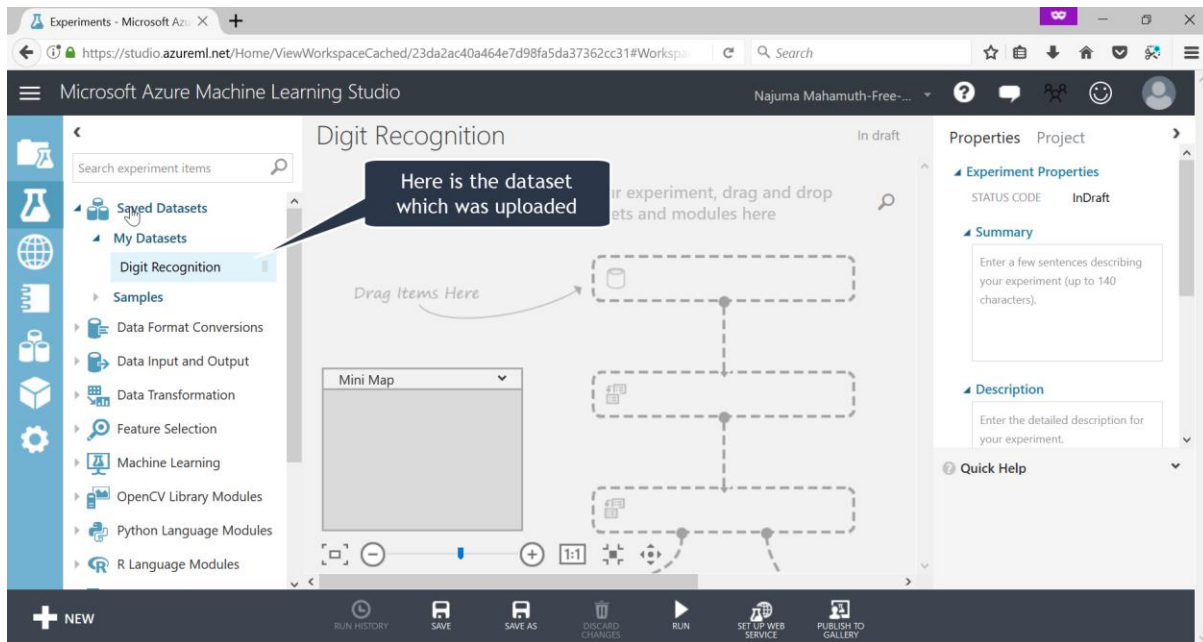 Experiments - Microsoft Azu
https://studio.azureml.net/Home/ViewWorkspaceCached/23da2ac40a464e7d98fa5da37362cc31#Workspa
Search
Microsoft Azure Machine Learning Studio
Najuma Mahamuth-Free-...
Search experiment items
Saved Datasets
My Datasets
Digit Recognition
Samples
Data Format Conversions
Data Input and Output
Data Transformation
Feature Selection
Machine Learning
OpenCV Library Modules
Python Language Modules
R Language Modules
Digit Recognition
In draft
Here is the dataset
which was uploaded
experiment, drag and drop
and modules here
Drag Items Here
Mini Map
1:1
Properties Project
Experiment Properties
STATUS CODE InDraft
Summary
Enter a few sentences describing
your experiment (up to 140
characters).
Description
Enter the detailed description for
your experiment.
Quick Help
NEW
RUN HISTORY
SAVE
SAVE AS
DISCARD
CHANGES
RUN
SET UP WEB
SERVICE
PUBLISH TO
GALLERY